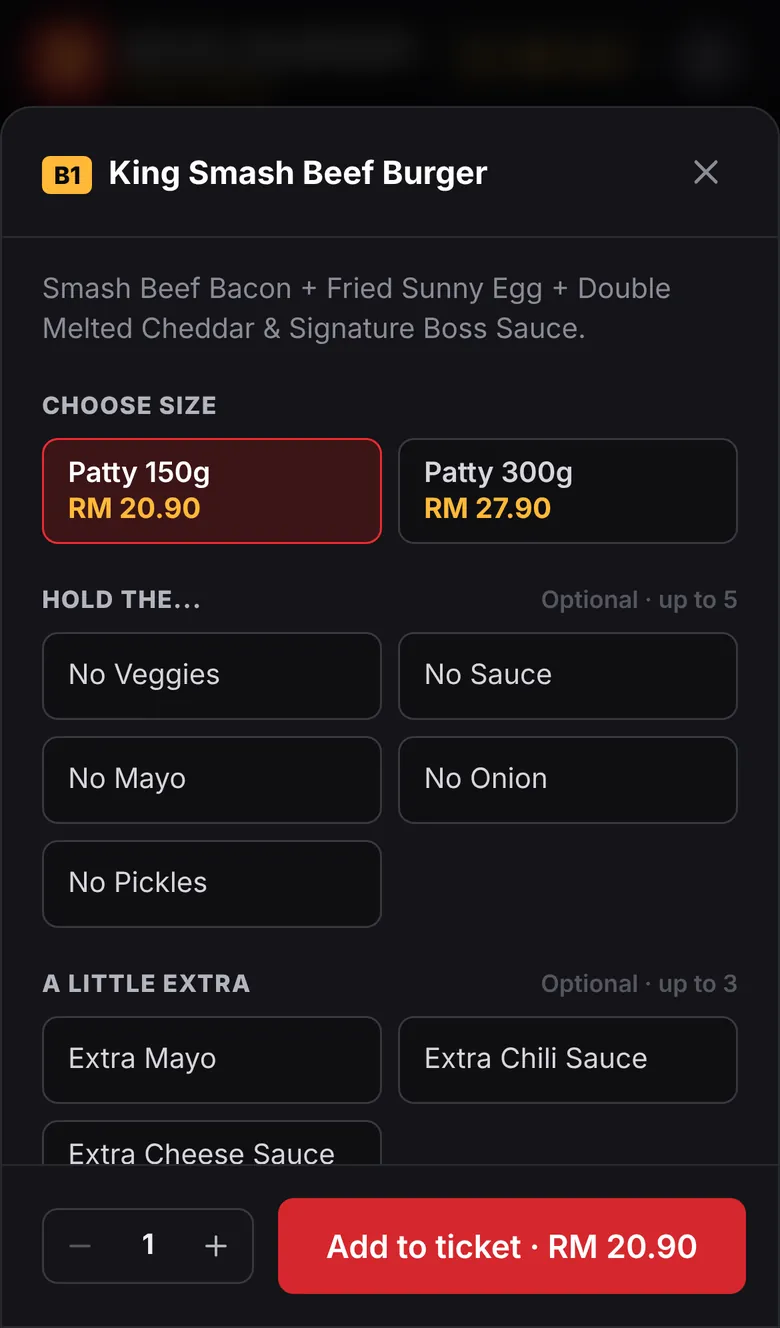 B1 King Smash Beef Burger
Smash Beef Bacon + Fried Sunny Egg + Double
Melted Cheddar & Signature Boss Sauce.
CHOOSE SIZE
Patty 150g
RM 20.90
Patty 300g
RM 27.90
HOLD THE...
Optional · up to 5
No Veggies
No Sauce
No Mayo
No Onion
No Pickles
A LITTLE EXTRA
Optional · up to 3
Extra Mayo
Extra Chili Sauce
Extra Cheese Sauce
1
Add to ticket · RM 20.90